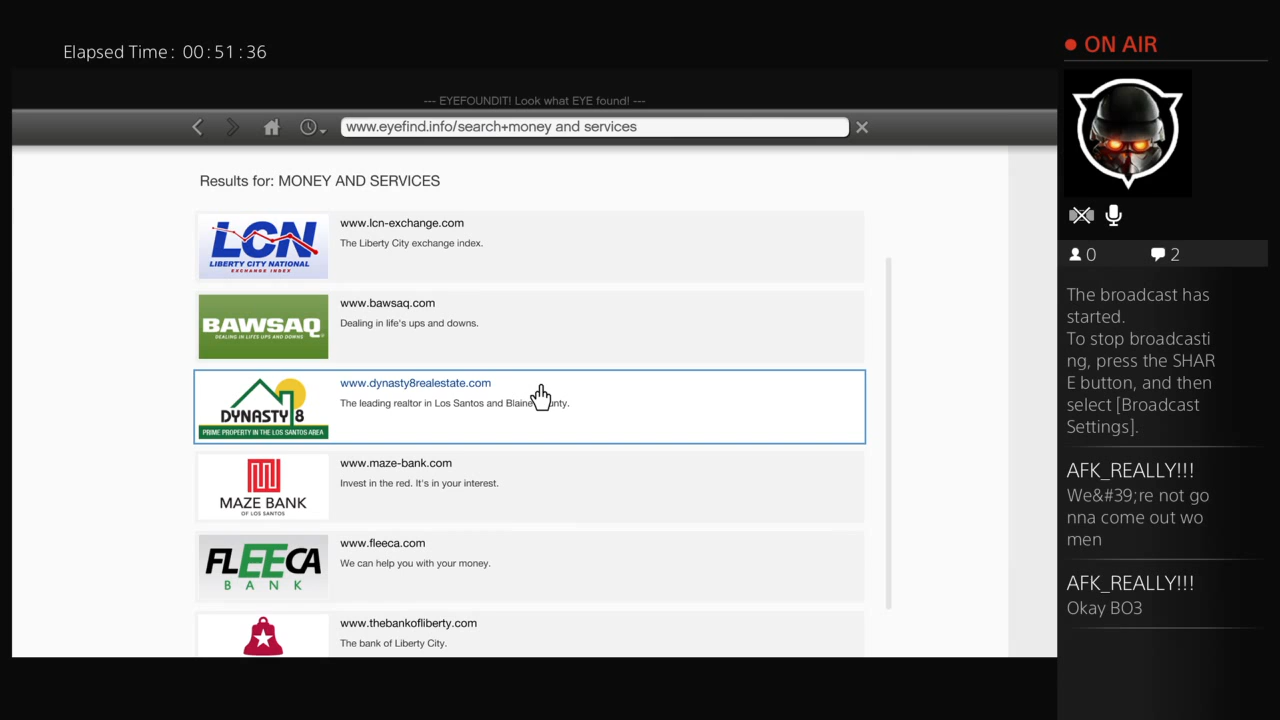 Elapsed Time: 00:51:36
--- EYEFOUNDIT! Look what EYE found! ---
www.eyefind.info/search+money and services
Results for: MONEY AND SERVICES
LCN
LIBERTY CITY NATIONAL
EXCHANGE INDEX
www.lcn-exchange.com
The Liberty City exchange index.
BAWSAQ
DEALING IN LIFE'S UPS AND DOWNS.
www.bawsaq.com
Dealing in life's ups and downs.
DYNASTY 8
PRIME PROPERTY IN THE LOS SANTOS AREA
www.dynasty8realestate.com
The leading realtor in Los Santos and Blaine
MAZE BANK
OF LOS SANTOS
www.maze-bank.com
Invest in the red. It's in your interest.
FLEECA
BANK
www.fleeca.com
We can help you with your money.
www.thebankofliberty.com
The bank of Liberty City.
ON AIR
0
2
The broadcast has
started.
To stop broadcasti
ng, press the SHAR
E button, and then
select [Broadcast
Settings].
AFK_REALLY!!!
We&#39;re not go
nna come out wo
men
AFK_REALLY!!!
Okay BO3